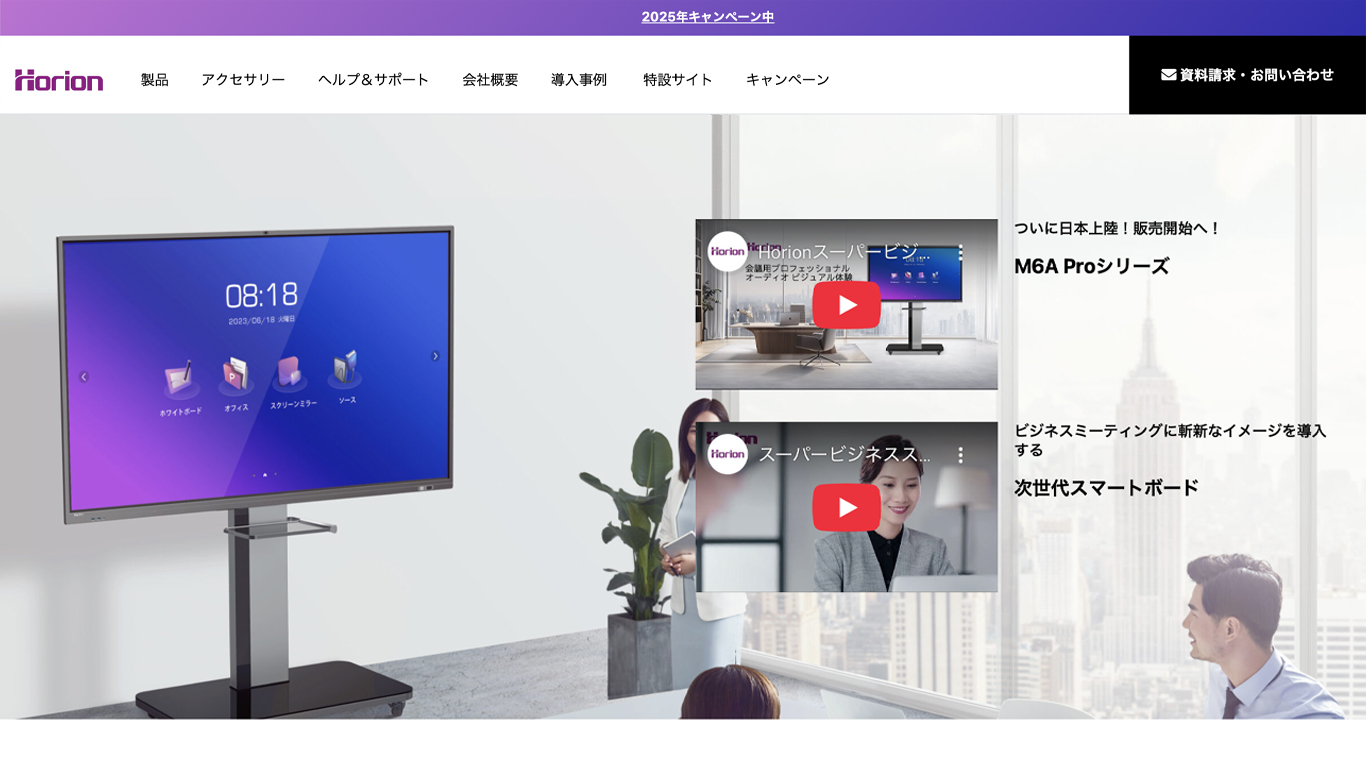 2025年キャンペーン中
Horion
製品
アクセサリー
ヘルプ＆サポート
会社概要
導入事例
特設サイト
キャンペーン
資料請求・お問い合わせ
08:18
2023/08/18 火曜日
ホワイトボード
オフィス
スクリーンミラー
ソース
Horion
Horion
Horionスーパービジ...
会議用プロフェッショナル
オーディオ ビジュアル体験
ついに日本上陸！販売開始へ！
M6A Proシリーズ
Horion
Horion
スーパービジネスス...
ビジネスミーティングに斬新なイメージを導入
する
次世代スマートボード